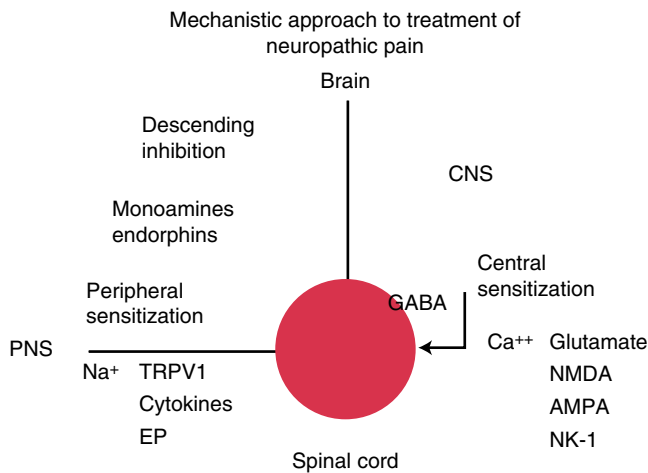 Mechanistic approach to treatment of
neuropathic pain
Brain
Descending
inhibition
CNS
Monoamines
endorphins
Central
sensitization
GABA
Peripheral
sensitization
PNS
Na⁺ TRPV1
Cytokines
EP
Ca⁺⁺ Glutamate
NMDA
AMPA
NK-1
Spinal cord